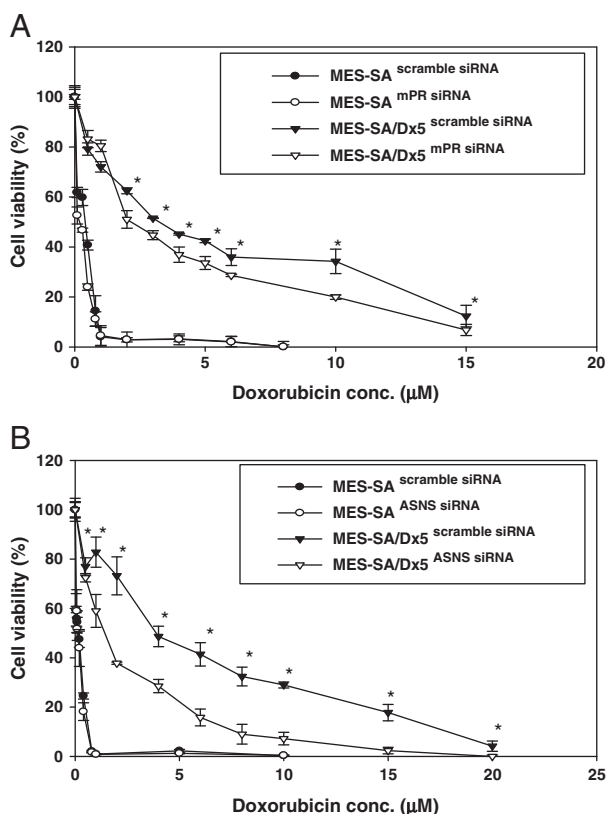 A
120
100
80
60
40
20
0
Cell viability (%)
MES-SA scramble siRNA
MES-SA mPR siRNA
MES-SA/Dx5 scramble siRNA
MES-SA/Dx5 mPR siRNA
* * * * * * *
0 5 10 15 20
Doxorubicin conc. (µM)
B
120
100
80
60
40
20
0
Cell viability (%)
MES-SA scramble siRNA
MES-SA ASNS siRNA
MES-SA/Dx5 scramble siRNA
MES-SA/Dx5 ASNS siRNA
* * * * * * * * *
0 5 10 15 20 25
Doxorubicin conc. (µM)